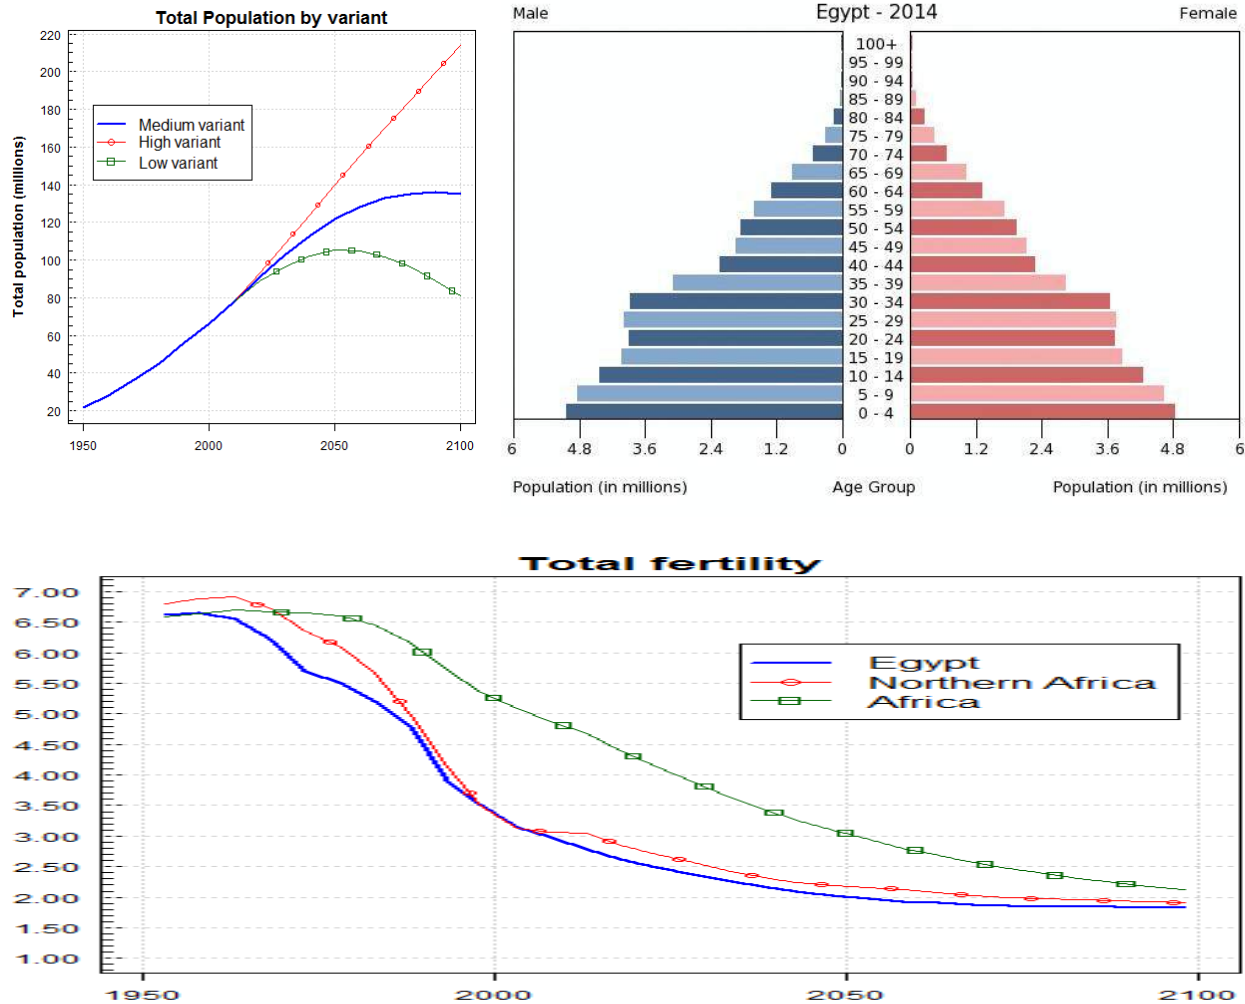 Total Population by variant
Total population (millions)
220
200
180
160
140
120
100
80
60
40
20
Medium variant
High variant
Low variant
1950 2000 2050 2100
Male Egypt - 2014 Female
100+
95 - 99
90 - 94
85 - 89
80 - 84
75 - 79
70 - 74
65 - 69
60 - 64
55 - 59
50 - 54
45 - 49
40 - 44
35 - 39
30 - 34
25 - 29
20 - 24
15 - 19
10 - 14
5 - 9
0 - 4
6 4.8 3.6 2.4 1.2 0 0 1.2 2.4 3.6 4.8 6
Population (in millions) Age Group Population (in millions)
Total fertility
7.00
6.50
6.00
5.50
5.00
4.50
4.00
3.50
3.00
2.50
2.00
1.50
1.00
Egypt
Northern Africa
Africa
1950 2000 2050 2100